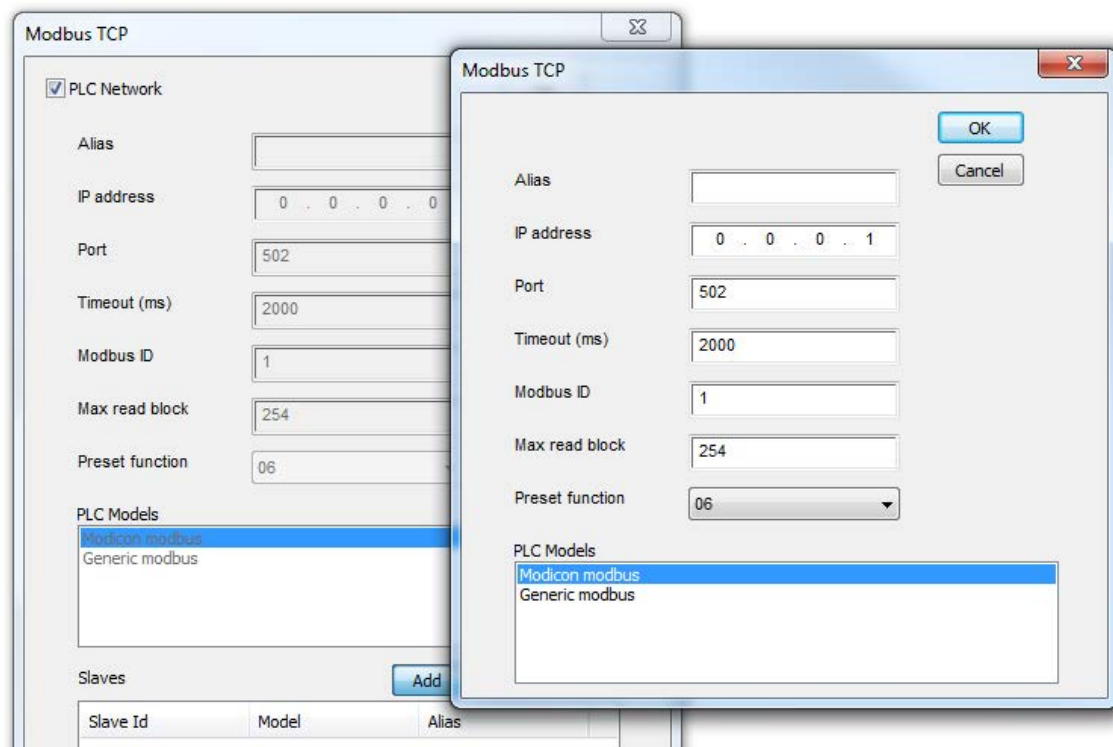 Modbus TCP
PLC Network
Alias
IP address 0 . 0 . 0 . 0
Port 502
Timeout (ms) 2000
Modbus ID 1
Max read block 254
Preset function 06
PLC Models
Modicon modbus
Generic modbus
Slaves Add
Slave Id Model Alias
Modbus TCP
OK
Cancel
Alias
IP address 0 . 0 . 0 . 1
Port 502
Timeout (ms) 2000
Modbus ID 1
Max read block 254
Preset function 06
PLC Models
Modicon modbus
Generic modbus